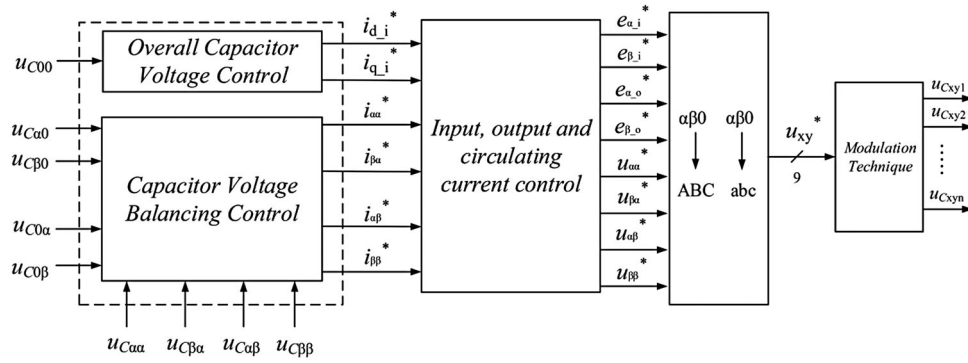 u_C00
u_Cα0
u_Cβ0
u_C0α
u_C0β
Overall Capacitor
Voltage Control
Capacitor Voltage
Balancing Control
u_Cαα u_Cβα u_Cαβ u_Cββ
i_d_i*
i_q_i*
i_αα*
i_βα*
i_αβ*
i_ββ*
Input, output and
circulating
current control
e_α_i*
e_β_i*
e_α_o*
e_β_o*
u_αα*
u_βα*
u_αβ*
u_ββ*
αβ0 αβ0
ABC abc
u_xy*
9
Modulation
Technique
u_Cxy1
u_Cxy2
u_Cxyn